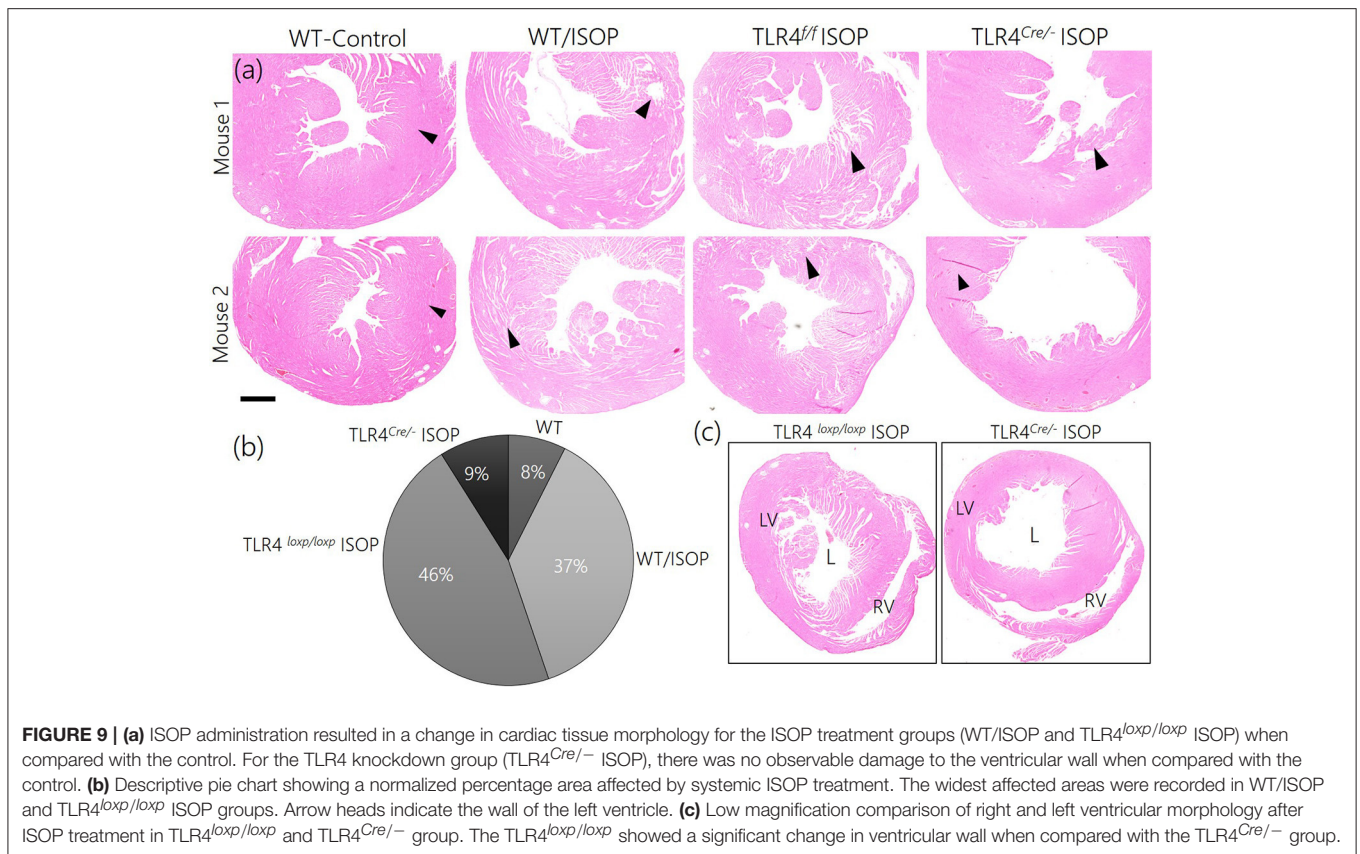 WT-Control WT/ISOP TLR4f/f ISOP TLR4Cre/- ISOP
(a)
Mouse 1
Mouse 2
(b)
TLR4Cre/- ISOP
WT
9%
8%
TLR4 loxp/loxp ISOP
46%
37%
WT/ISOP
(c)
TLR4 loxp/loxp ISOP
TLR4Cre/- ISOP
LV
L
RV
LV
L
RV
FIGURE 9 | (a) ISOP administration resulted in a change in cardiac tissue morphology for the ISOP treatment groups (WT/ISOP and TLR4loxp/loxp ISOP) when
compared with the control. For the TLR4 knockdown group (TLR4Cre/− ISOP), there was no observable damage to the ventricular wall when compared with the
control. (b) Descriptive pie chart showing a normalized percentage area affected by systemic ISOP treatment. The widest affected areas were recorded in WT/ISOP
and TLR4loxp/loxp ISOP groups. Arrow heads indicate the wall of the left ventricle. (c) Low magnification comparison of right and left ventricular morphology after
ISOP treatment in TLR4loxp/loxp and TLR4Cre/− group. The TLR4loxp/loxp showed a significant change in ventricular wall when compared with the TLR4Cre/− group.